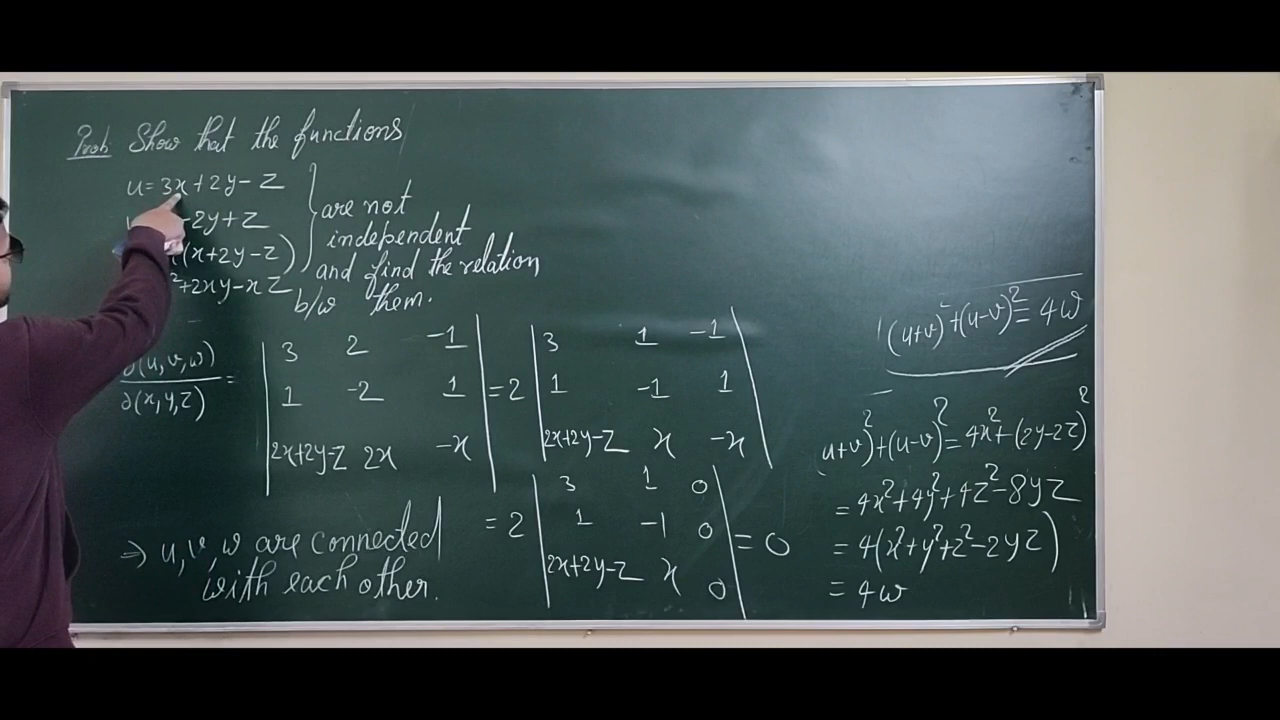 Prob Show that the functions
u = 3x + 2y - z
-2y + z
(x + 2y - z)
² + 2xy - xz
are not
independent
and find the relation
b/w them.
∂(u, v, w) / ∂(x, y, z) =
| 3 2 -1 |
| 1 -2 1 |
| 2x+2y-z 2x -x |
= 2
| 3 1 -1 |
| 1 -1 1 |
| 2x+2y-z x -x |
= 2
| 3 1 0 |
| 1 -1 0 |
| 2x+2y-z x 0 |
= 0
⇒ u, v, w are connected
with each other.
(u+v)² + (u-v)² = 4w
(u+v)² + (u-v)² = 4x² + (2y-2z)²
= 4x² + 4y² + 4z² - 8yz
= 4(x² + y² + z² - 2yz)
= 4w